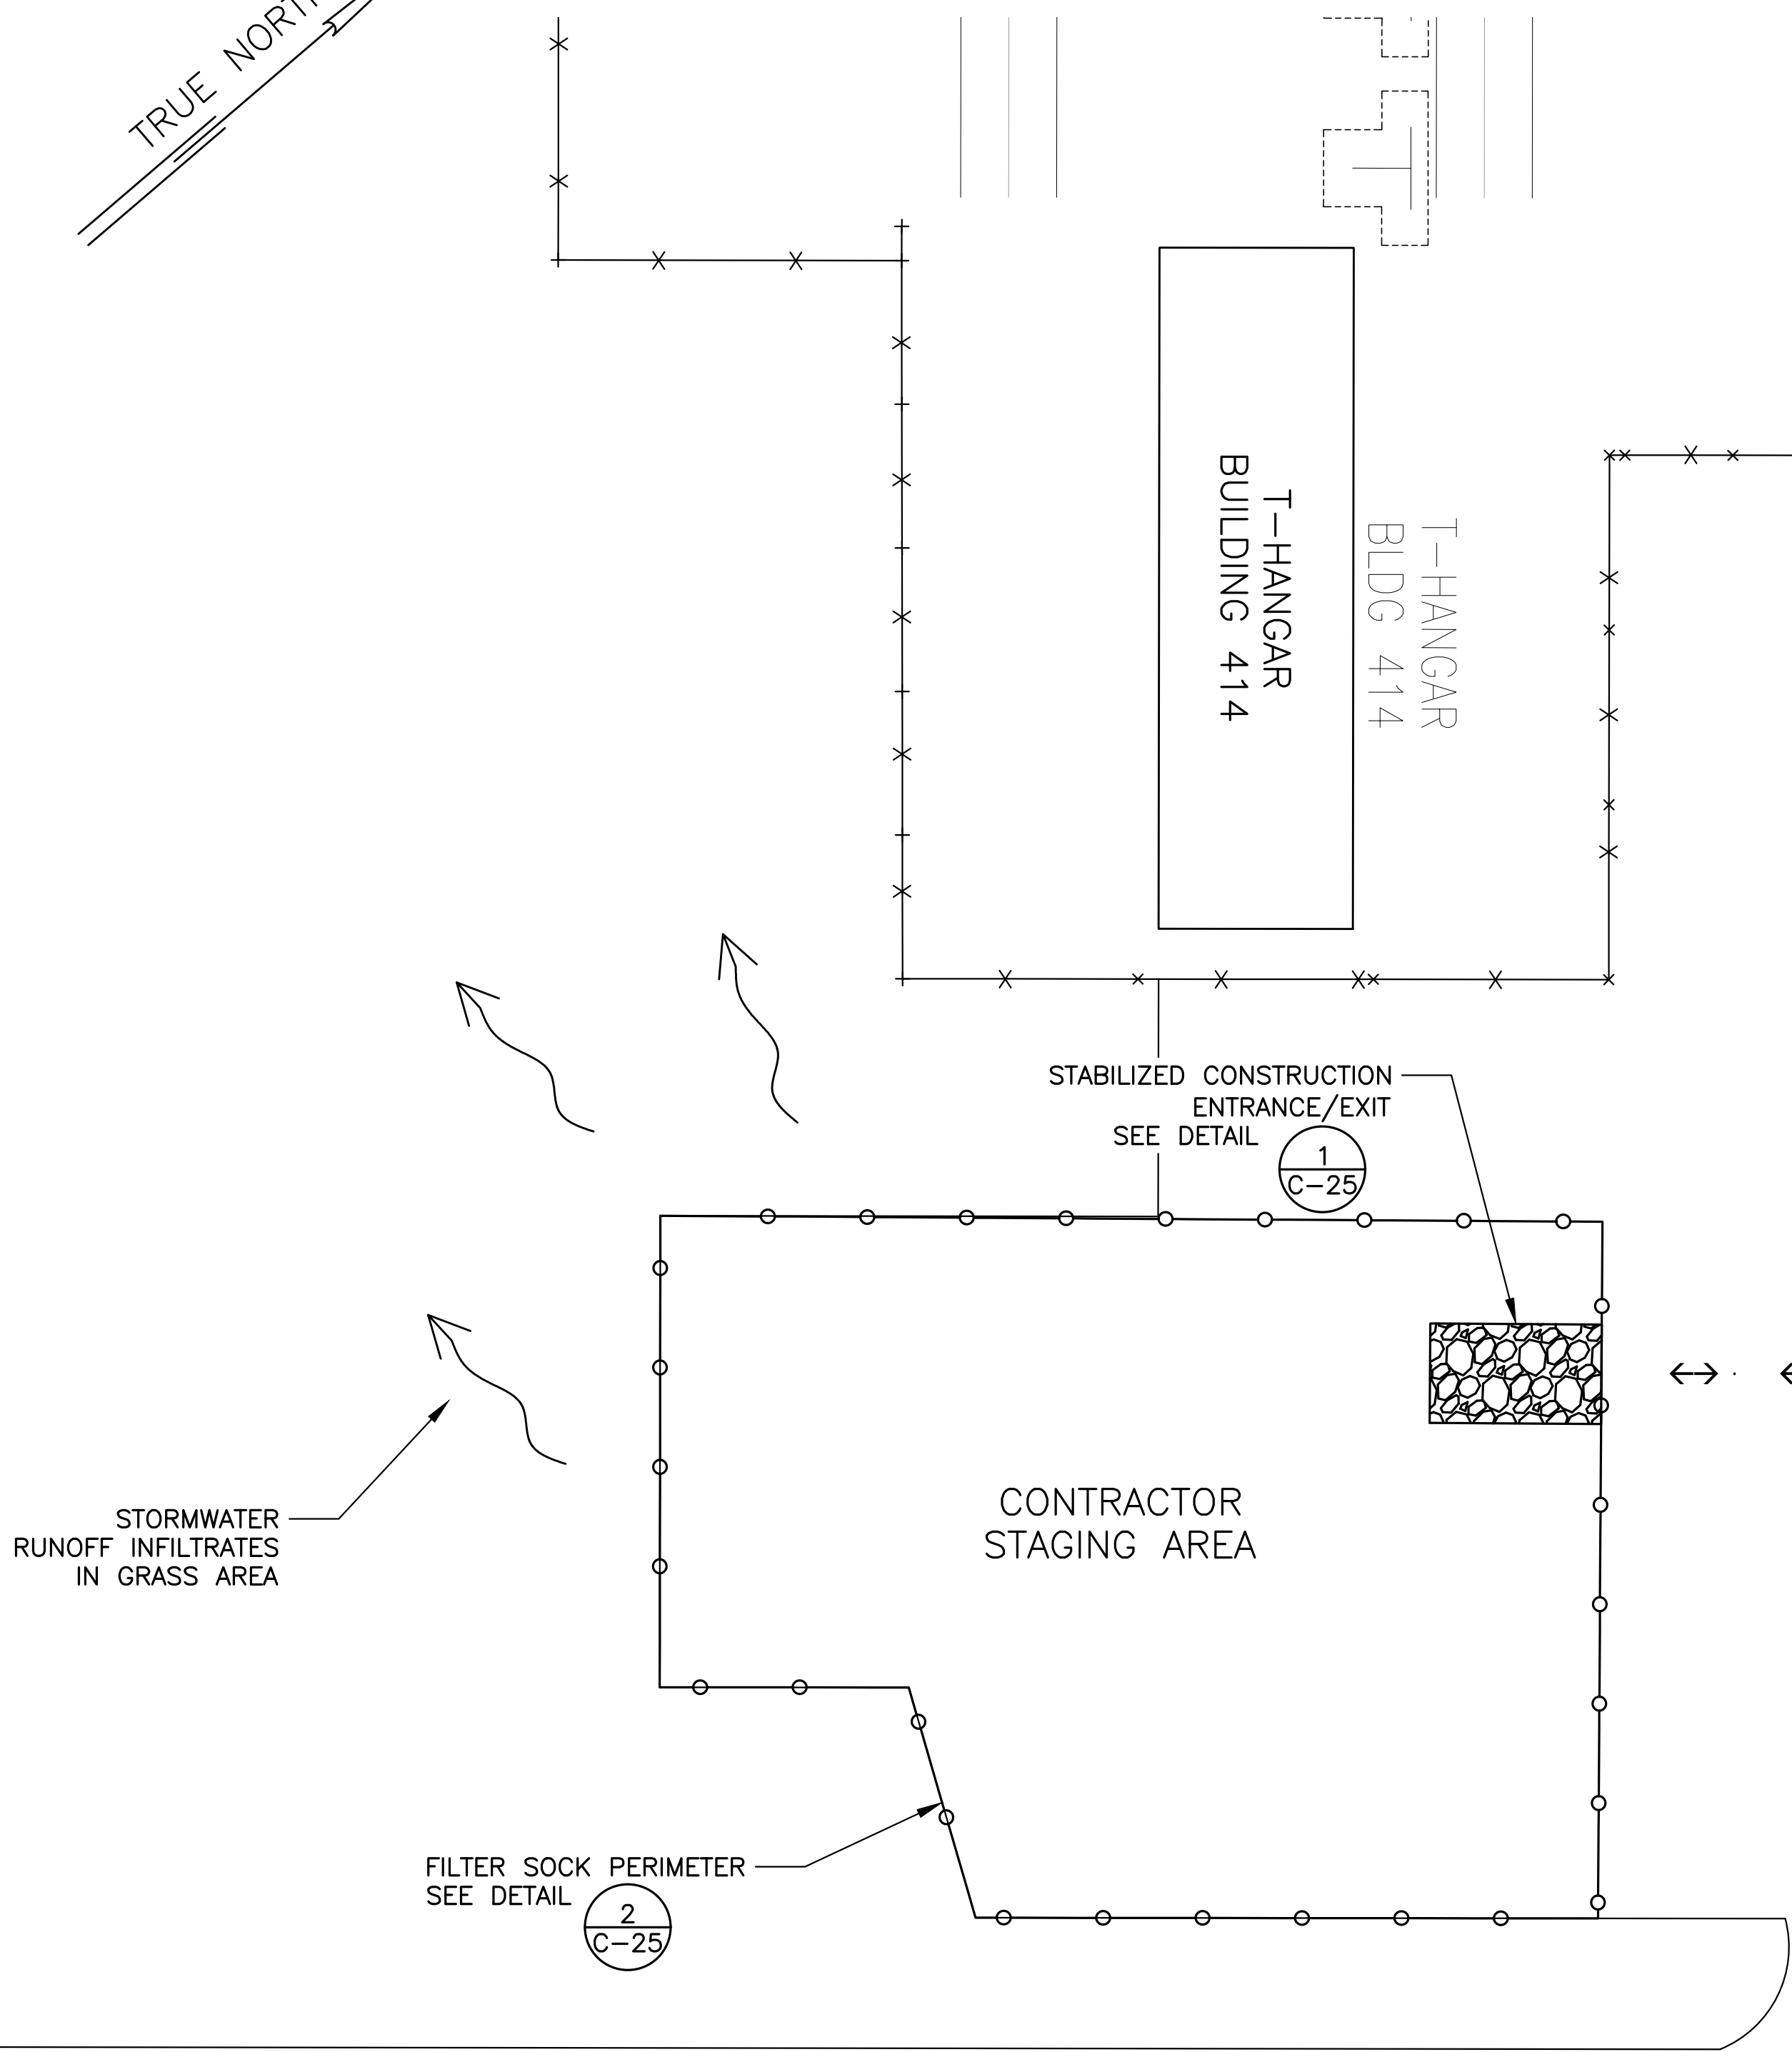 TRUE
T-HANGAR
BUILDING 414
T-HANGAR
BLDG 414
STABILIZED CONSTRUCTION
ENTRANCE/EXIT
SEE DETAIL
1
C-25
CONTRACTOR
STAGING AREA
STORMWATER
RUNOFF INFILTRATES
IN GRASS AREA
FILTER SOCK PERIMETER
SEE DETAIL
2
C-25